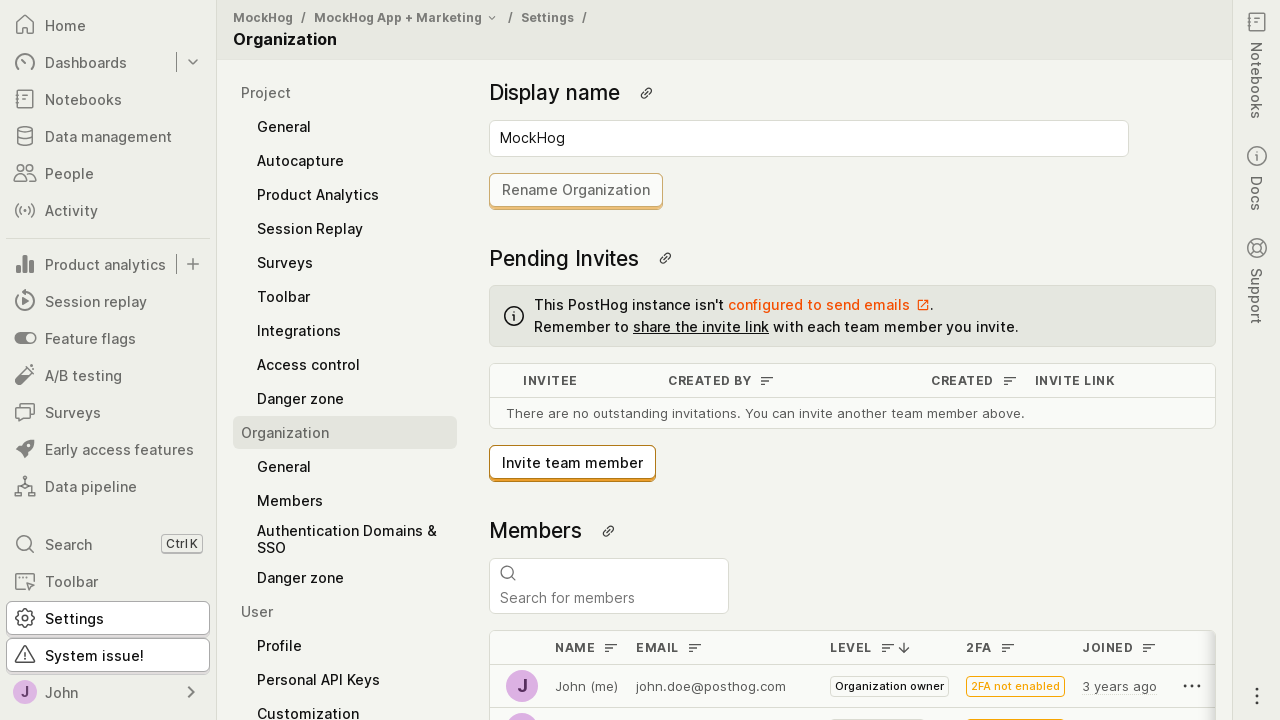 Home
Dashboards
Notebooks
Data management
People
Activity
Product analytics
Session replay
Feature flags
A/B testing
Surveys
Early access features
Data pipeline
Search Ctrl K
Toolbar
Settings
System issue!
J John
MockHog / MockHog App + Marketing / Settings /
Organization
Project
General
Autocapture
Product Analytics
Session Replay
Surveys
Toolbar
Integrations
Access control
Danger zone
Organization
General
Members
Authentication Domains &
SSO
Danger zone
User
Profile
Personal API Keys
Customization
Display name
MockHog
Rename Organization
Pending Invites
This PostHog instance isn't configured to send emails.
Remember to share the invite link with each team member you invite.
INVITEE CREATED BY CREATED INVITE LINK
There are no outstanding invitations. You can invite another team member above.
Invite team member
Members
Search for members
NAME EMAIL LEVEL 2FA JOINED
J John (me) john.doe@posthog.com Organization owner 2FA not enabled 3 years ago
Notebooks
Docs
Support